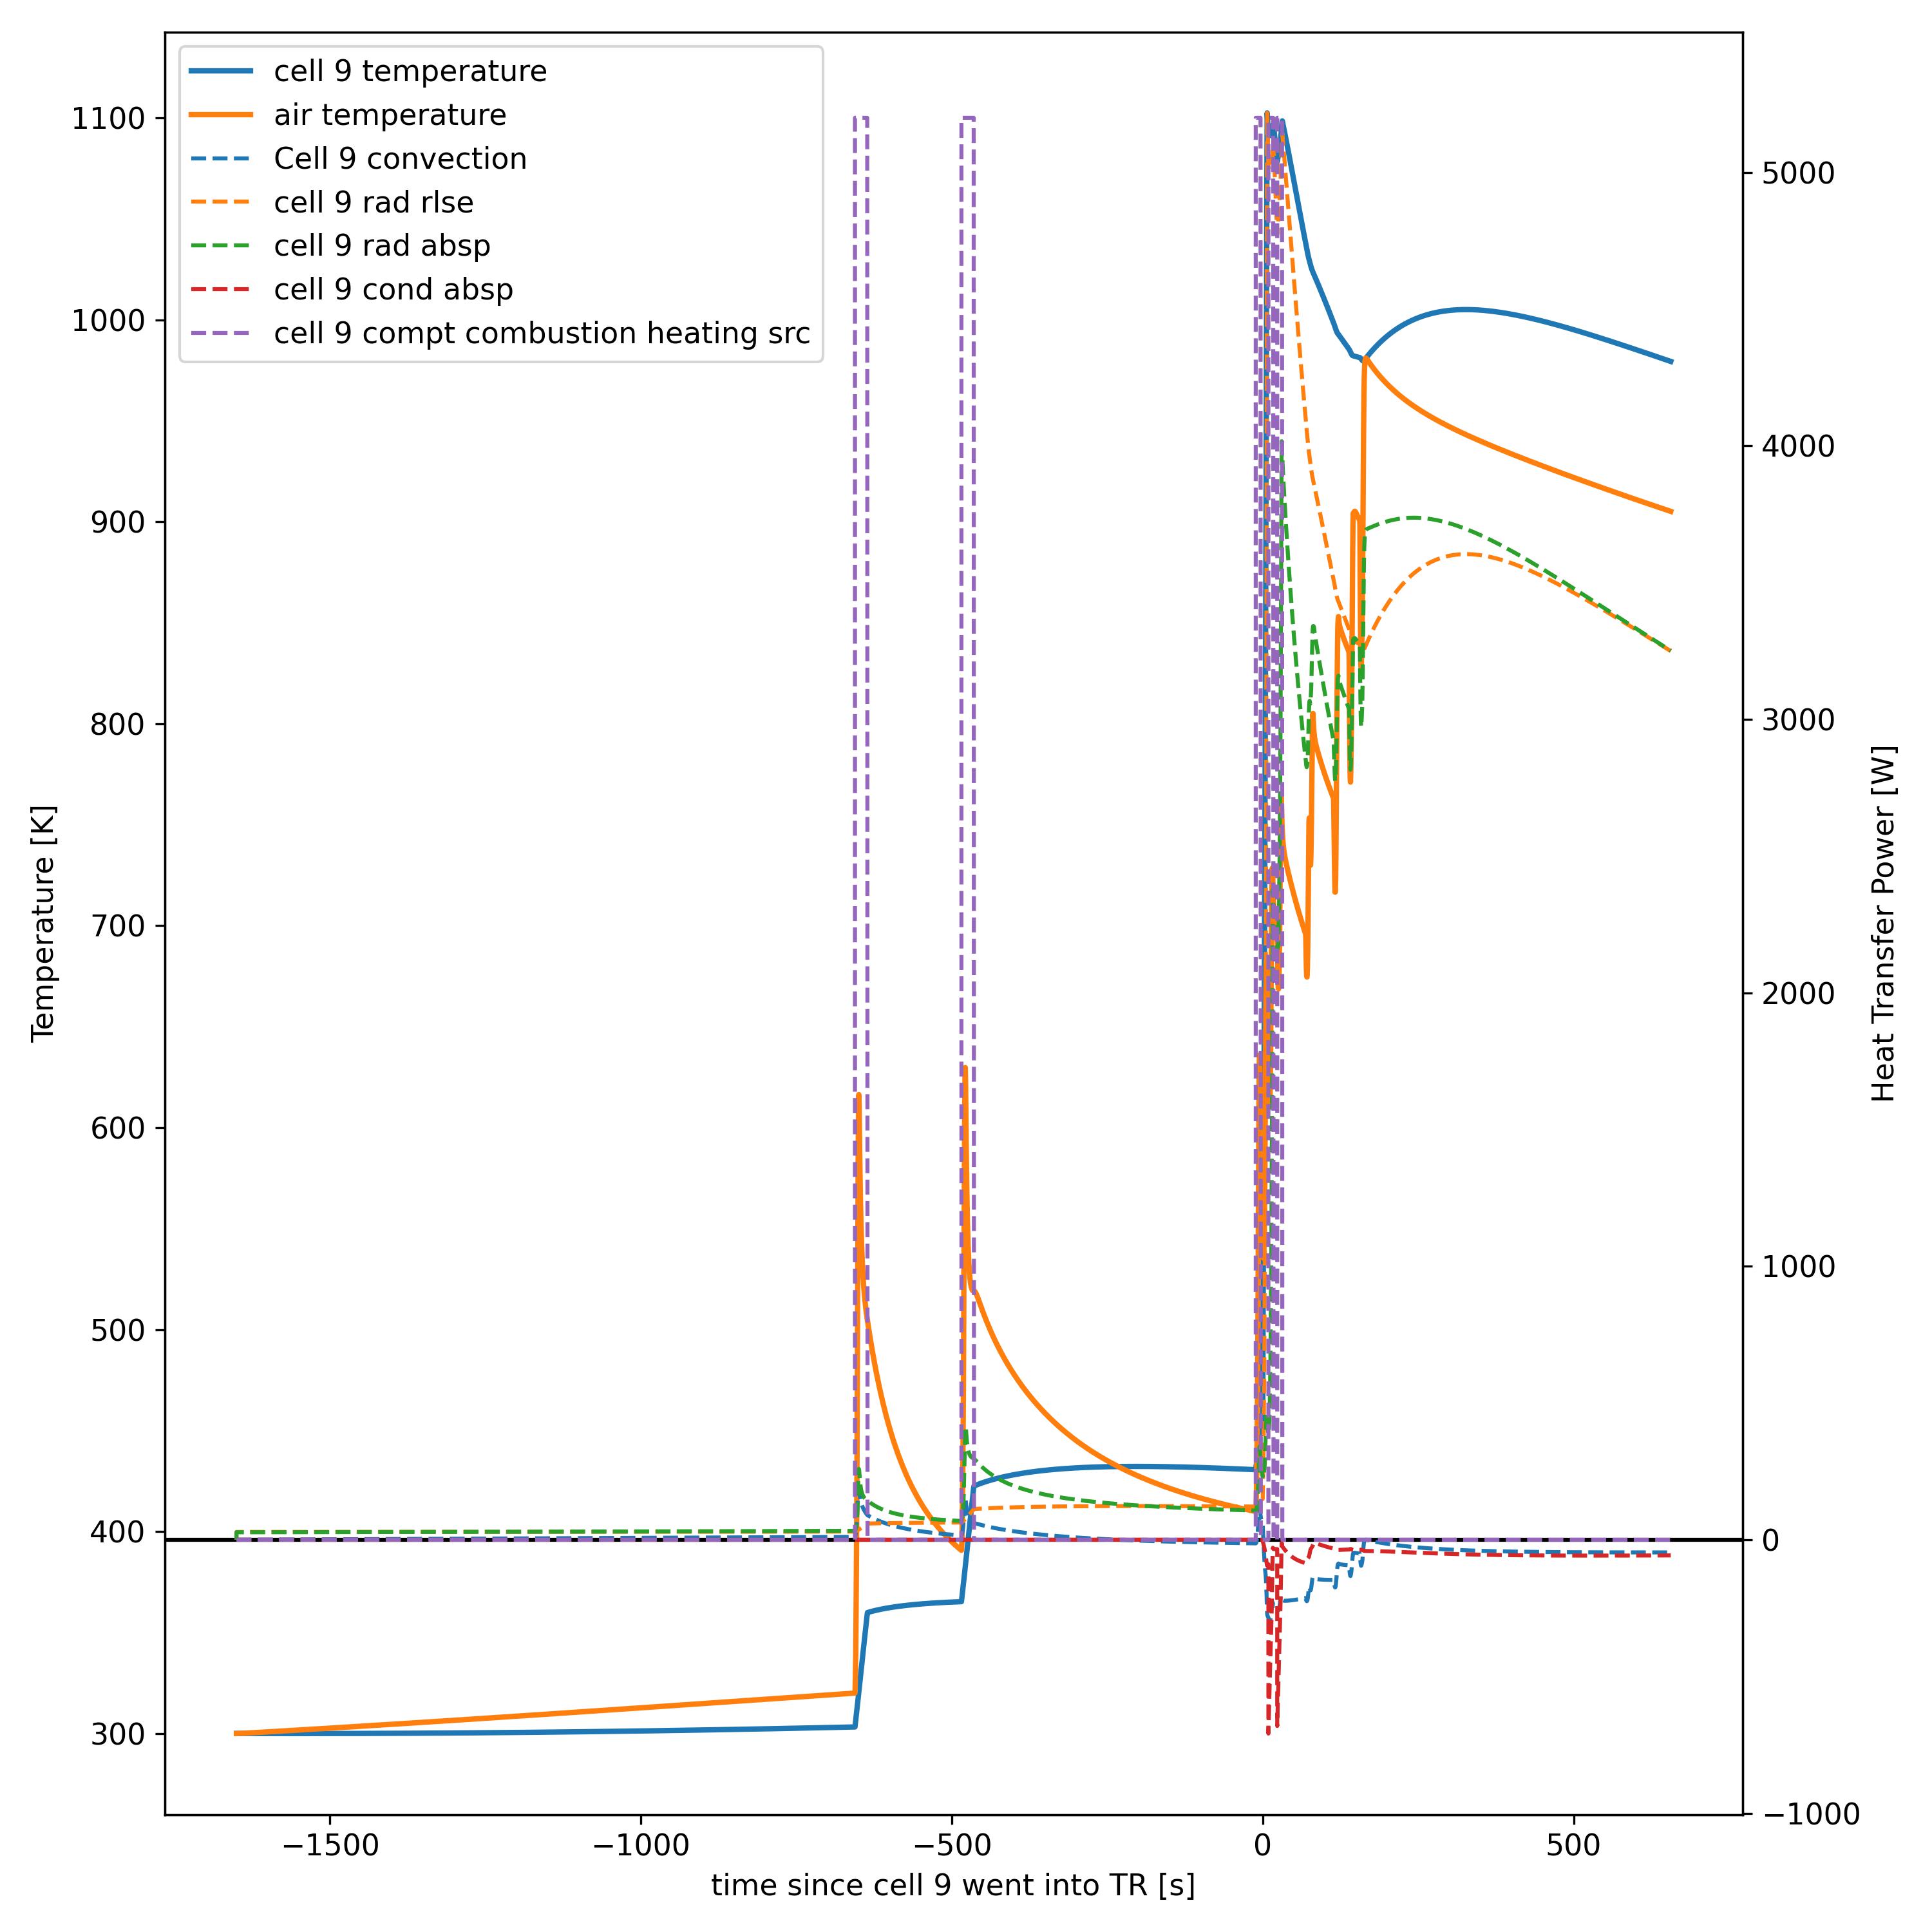 cell 9 temperature
air temperature
Cell 9 convection
cell 9 rad rlse
cell 9 rad absp
cell 9 cond absp
cell 9 compt combustion heating src
1100
1000
900
800
700
600
500
400
300
Temperature [K]
5000
4000
3000
2000
1000
0
−1000
Heat Transfer Power [W]
−1500
−1000
−500
0
500
time since cell 9 went into TR [s]